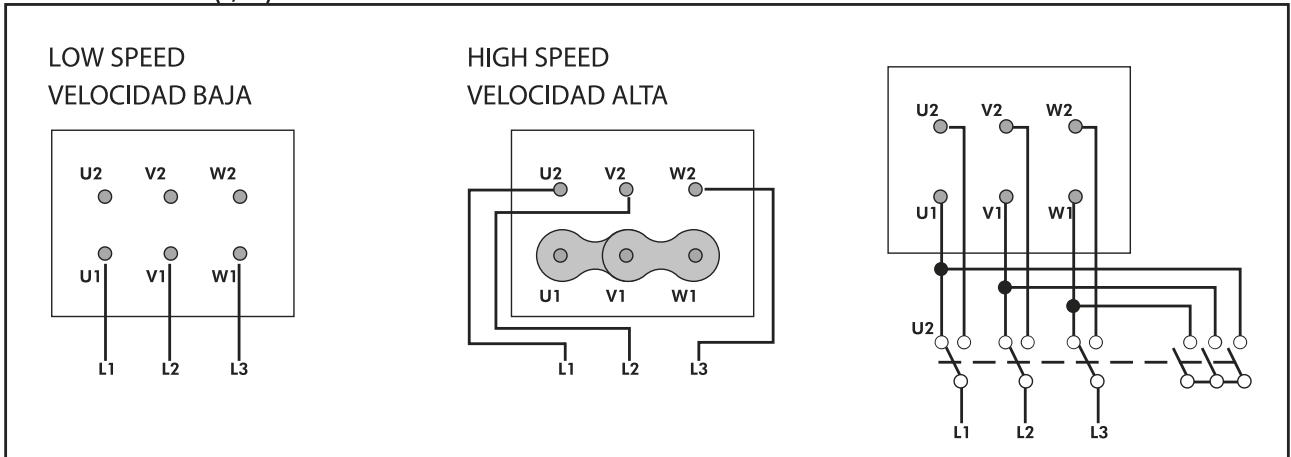 LOW SPEED
VELOCIDAD BAJA
U2 V2 W2
U1 V1 W1
L1 L2 L3
HIGH SPEED
VELOCIDAD ALTA
U2 V2 W2
U1 V1 W1
L1 L2 L3
U2 V2 W2
U1 V1 W1
U2
L1 L2 L3